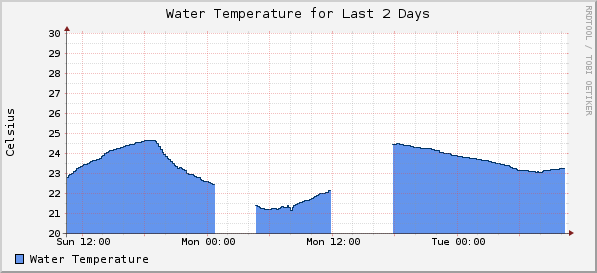 Water Temperature for Last 2 Days
RRDTOOL / TOBI OETIKER
Celsius
30
29
28
27
26
25
24
23
22
21
20
Sun 12:00 Mon 00:00 Mon 12:00 Tue 00:00
Water Temperature